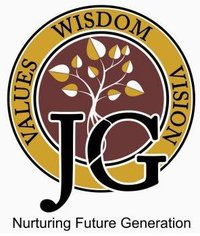 VALUES WISDOM VISION
JG
Nurturing Future Generation